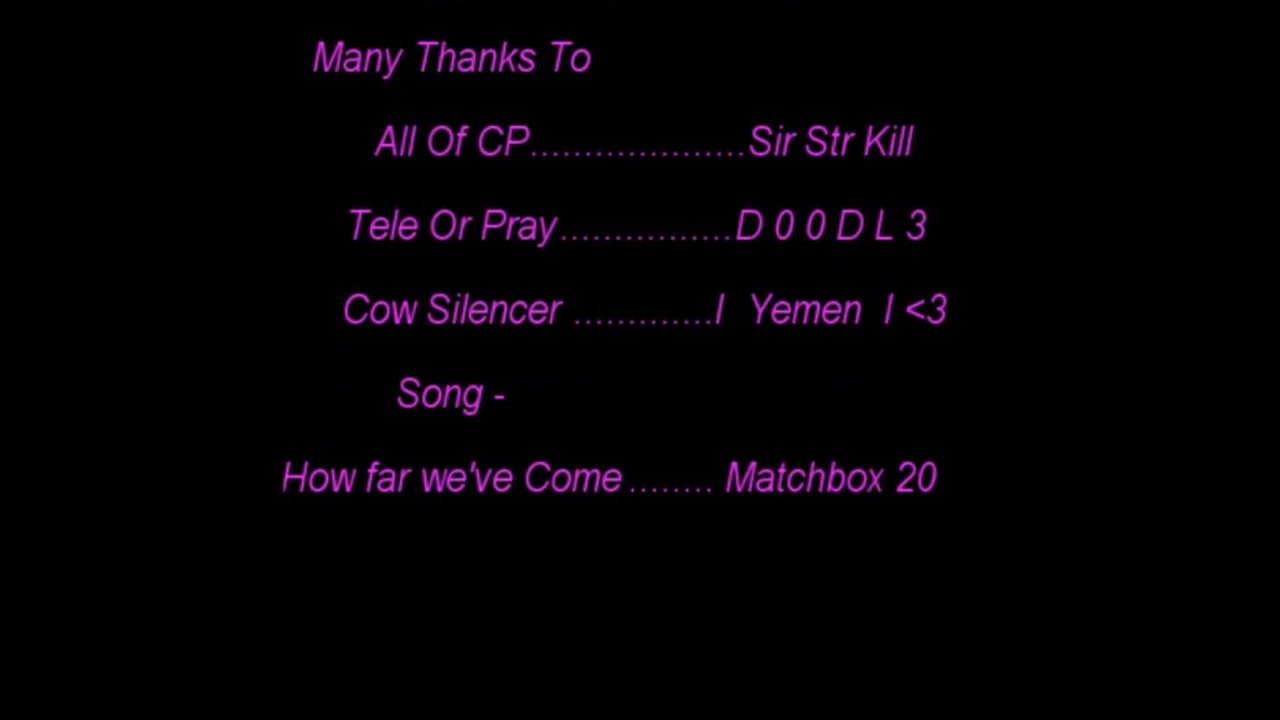 Many Thanks To
All Of CP....................Sir Str Kill
Tele Or Pray................D 0 0 D L 3
Cow Silencer .............I  Yemen  I <3
Song -
How far we've Come ........ Matchbox 20